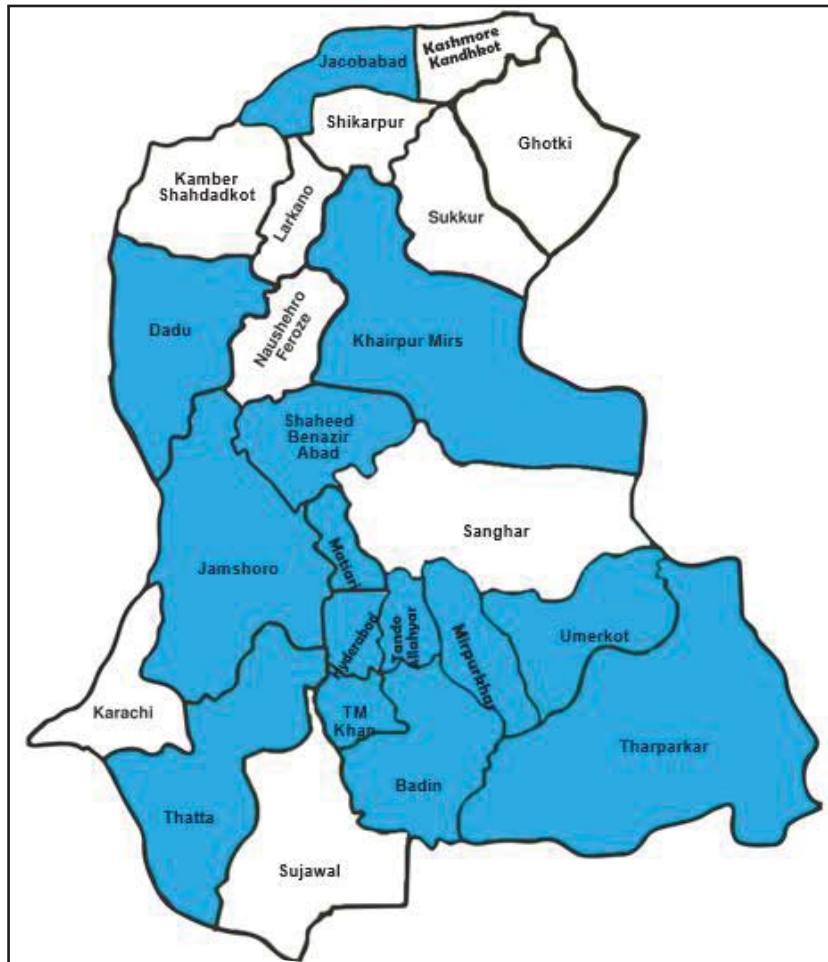 Kashmore
Kandhkot
Jacobabad
Shikarpur
Ghotki
Kamber
Shahdadkot
Larkano
Sukkur
Naushehro
Feroze
Dadu
Khairpur Mirs
Shaheed
Benazir
Abad
Sanghar
Matiari
Jamshoro
Hyderabad
Tando
Allahyar
Mirpurkhar
Umerkot
Karachi
TM
Khan
Tharparkar
Badin
Thatta
Sujawal